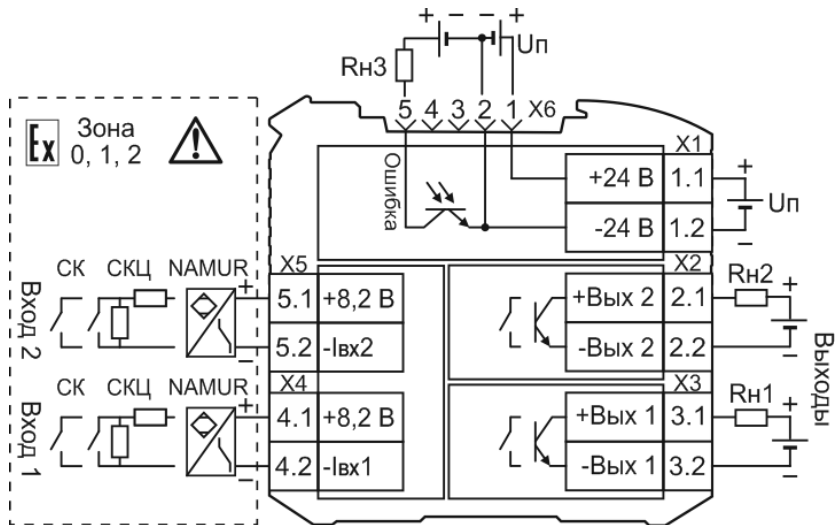 + − − +
Uп
Rн3
5 4 3 2 1 X6
Ex Зона
0, 1, 2
Ошибка
X1
+24 В 1.1
-24 В 1.2
+
Uп
−
X5
СК СКЦ NAMUR
Вход 2
+
5.1 +8,2 В
5.2 -Iвх2
−
X2
+Вых 2 2.1
-Вых 2 2.2
Rн2
+
−
Выходы
X4
СК СКЦ NAMUR
Вход 1
+
4.1 +8,2 В
4.2 -Iвх1
−
X3
+Вых 1 3.1
-Вых 1 3.2
Rн1
+
−